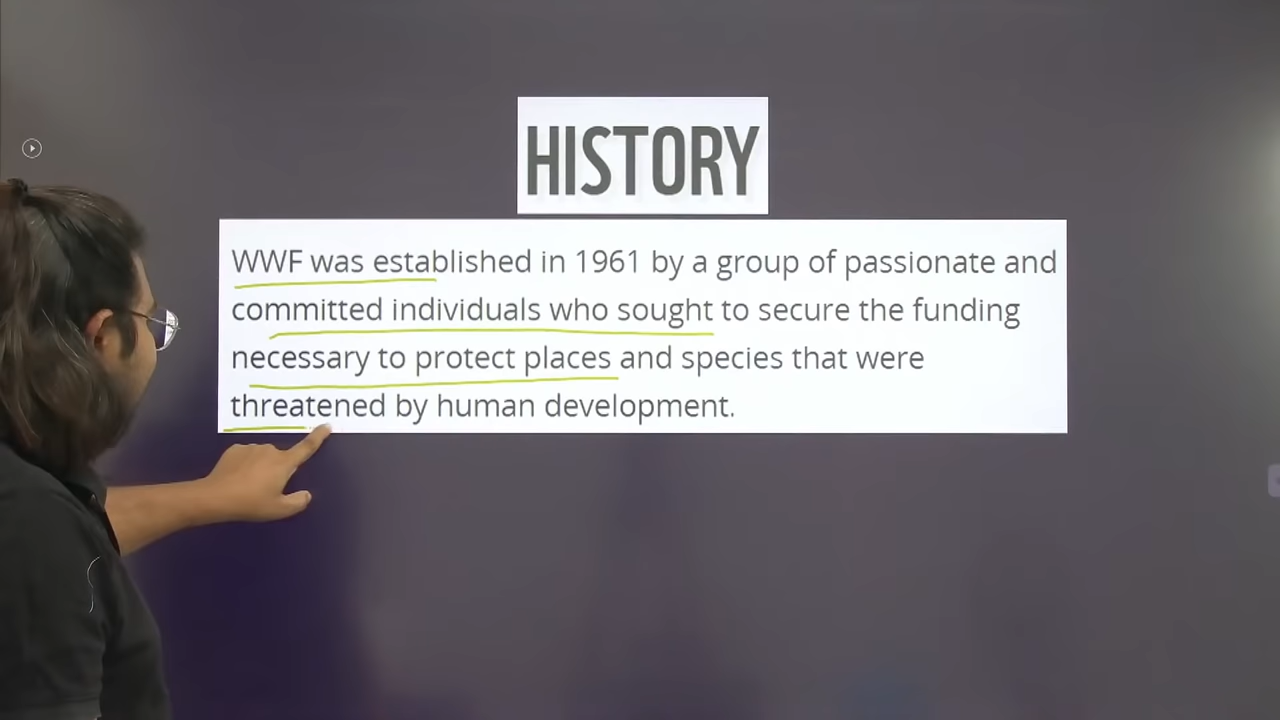 HISTORY
WWF was established in 1961 by a group of passionate and
committed individuals who sought to secure the funding
necessary to protect places and species that were
threatened by human development.